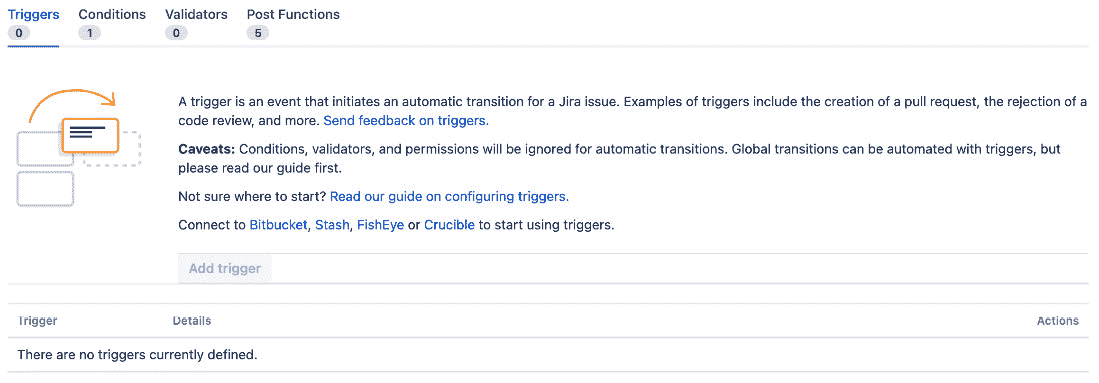 Triggers Conditions Validators Post Functions
0 1 0 5
A trigger is an event that initiates an automatic transition for a Jira issue. Examples of triggers include the creation of a pull request, the rejection of a
code review, and more. Send feedback on triggers.
Caveats: Conditions, validators, and permissions will be ignored for automatic transitions. Global transitions can be automated with triggers, but
please read our guide first.
Not sure where to start? Read our guide on configuring triggers.
Connect to Bitbucket, Stash, FishEye or Crucible to start using triggers.
Add trigger
Trigger Details Actions
There are no triggers currently defined.